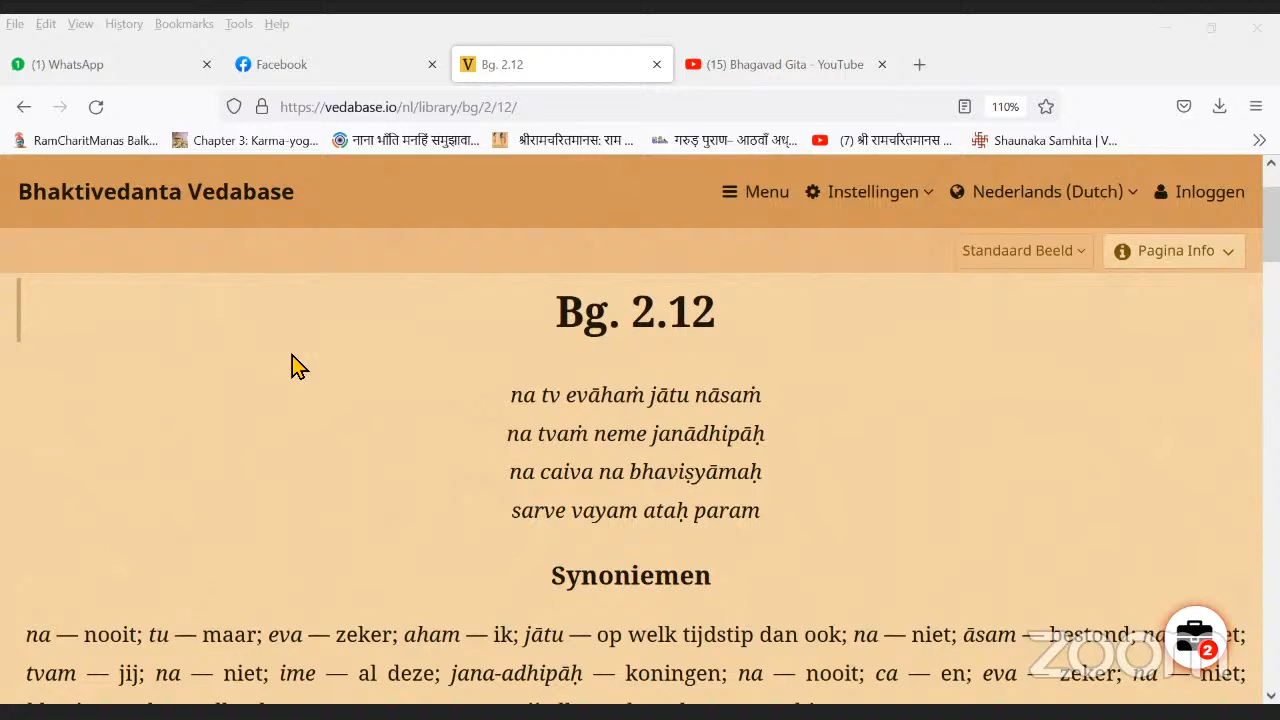 File Edit View History Bookmarks Tools Help
1 (1) WhatsApp × Facebook × V Bg. 2.12 × (15) Bhagavad Gita - YouTube × +
https://vedabase.io/nl/library/bg/2/12/ 110%
RamCharitManas Balk... Chapter 3: Karma-yog... नाना भाँति मनहिं समुझावा... श्रीरामचरितमानस: राम ... गरुड़ पुराण– आठवाँ अध्... (7) श्री रामचरितमानस ... Shaunaka Samhita | V...
Bhaktivedanta Vedabase Menu Instellingen Nederlands (Dutch) Inloggen
Standaard Beeld Pagina Info
Bg. 2.12
na tv evāhaṁ jātu nāsaṁ
na tvaṁ neme janādhipāḥ
na caiva na bhaviṣyāmaḥ
sarve vayam ataḥ param
Synoniemen
na — nooit; tu — maar; eva — zeker; aham — ik; jātu — op welk tijdstip dan ook; na — niet; āsam — bestond;
2
zoom
tvam — jij; na — niet; ime — al deze; jana-adhipāḥ — koningen; na — nooit; ca — en; eva — zeker; na — niet;